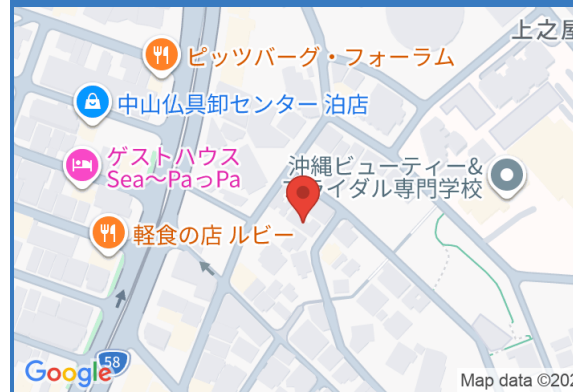 上之屋
ピッツバーグ・フォーラム
中山仏具卸センター 泊店
ゲストハウス
Sea〜PaっPa
沖縄ビューティー&
ライダル専門学校
軽食の店 ルビー
58
Google
Map data ©202